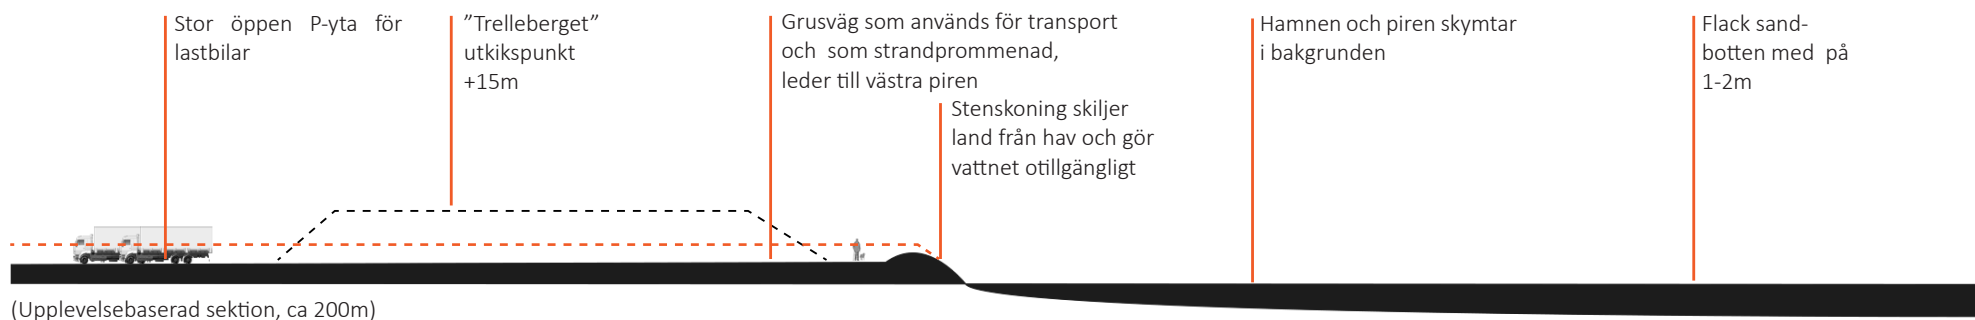 Stor öppen P-yta för
lastbilar
”Trelleberget”
utkikspunkt
+15m
Grusväg som används för transport
och som strandprommenad,
leder till västra piren
Stenskoning skiljer
land från hav och gör
vattnet otillgängligt
Hamnen och piren skymtar
i bakgrunden
Flack sand-
botten med på
1-2m
(Upplevelsebaserad sektion, ca 200m)